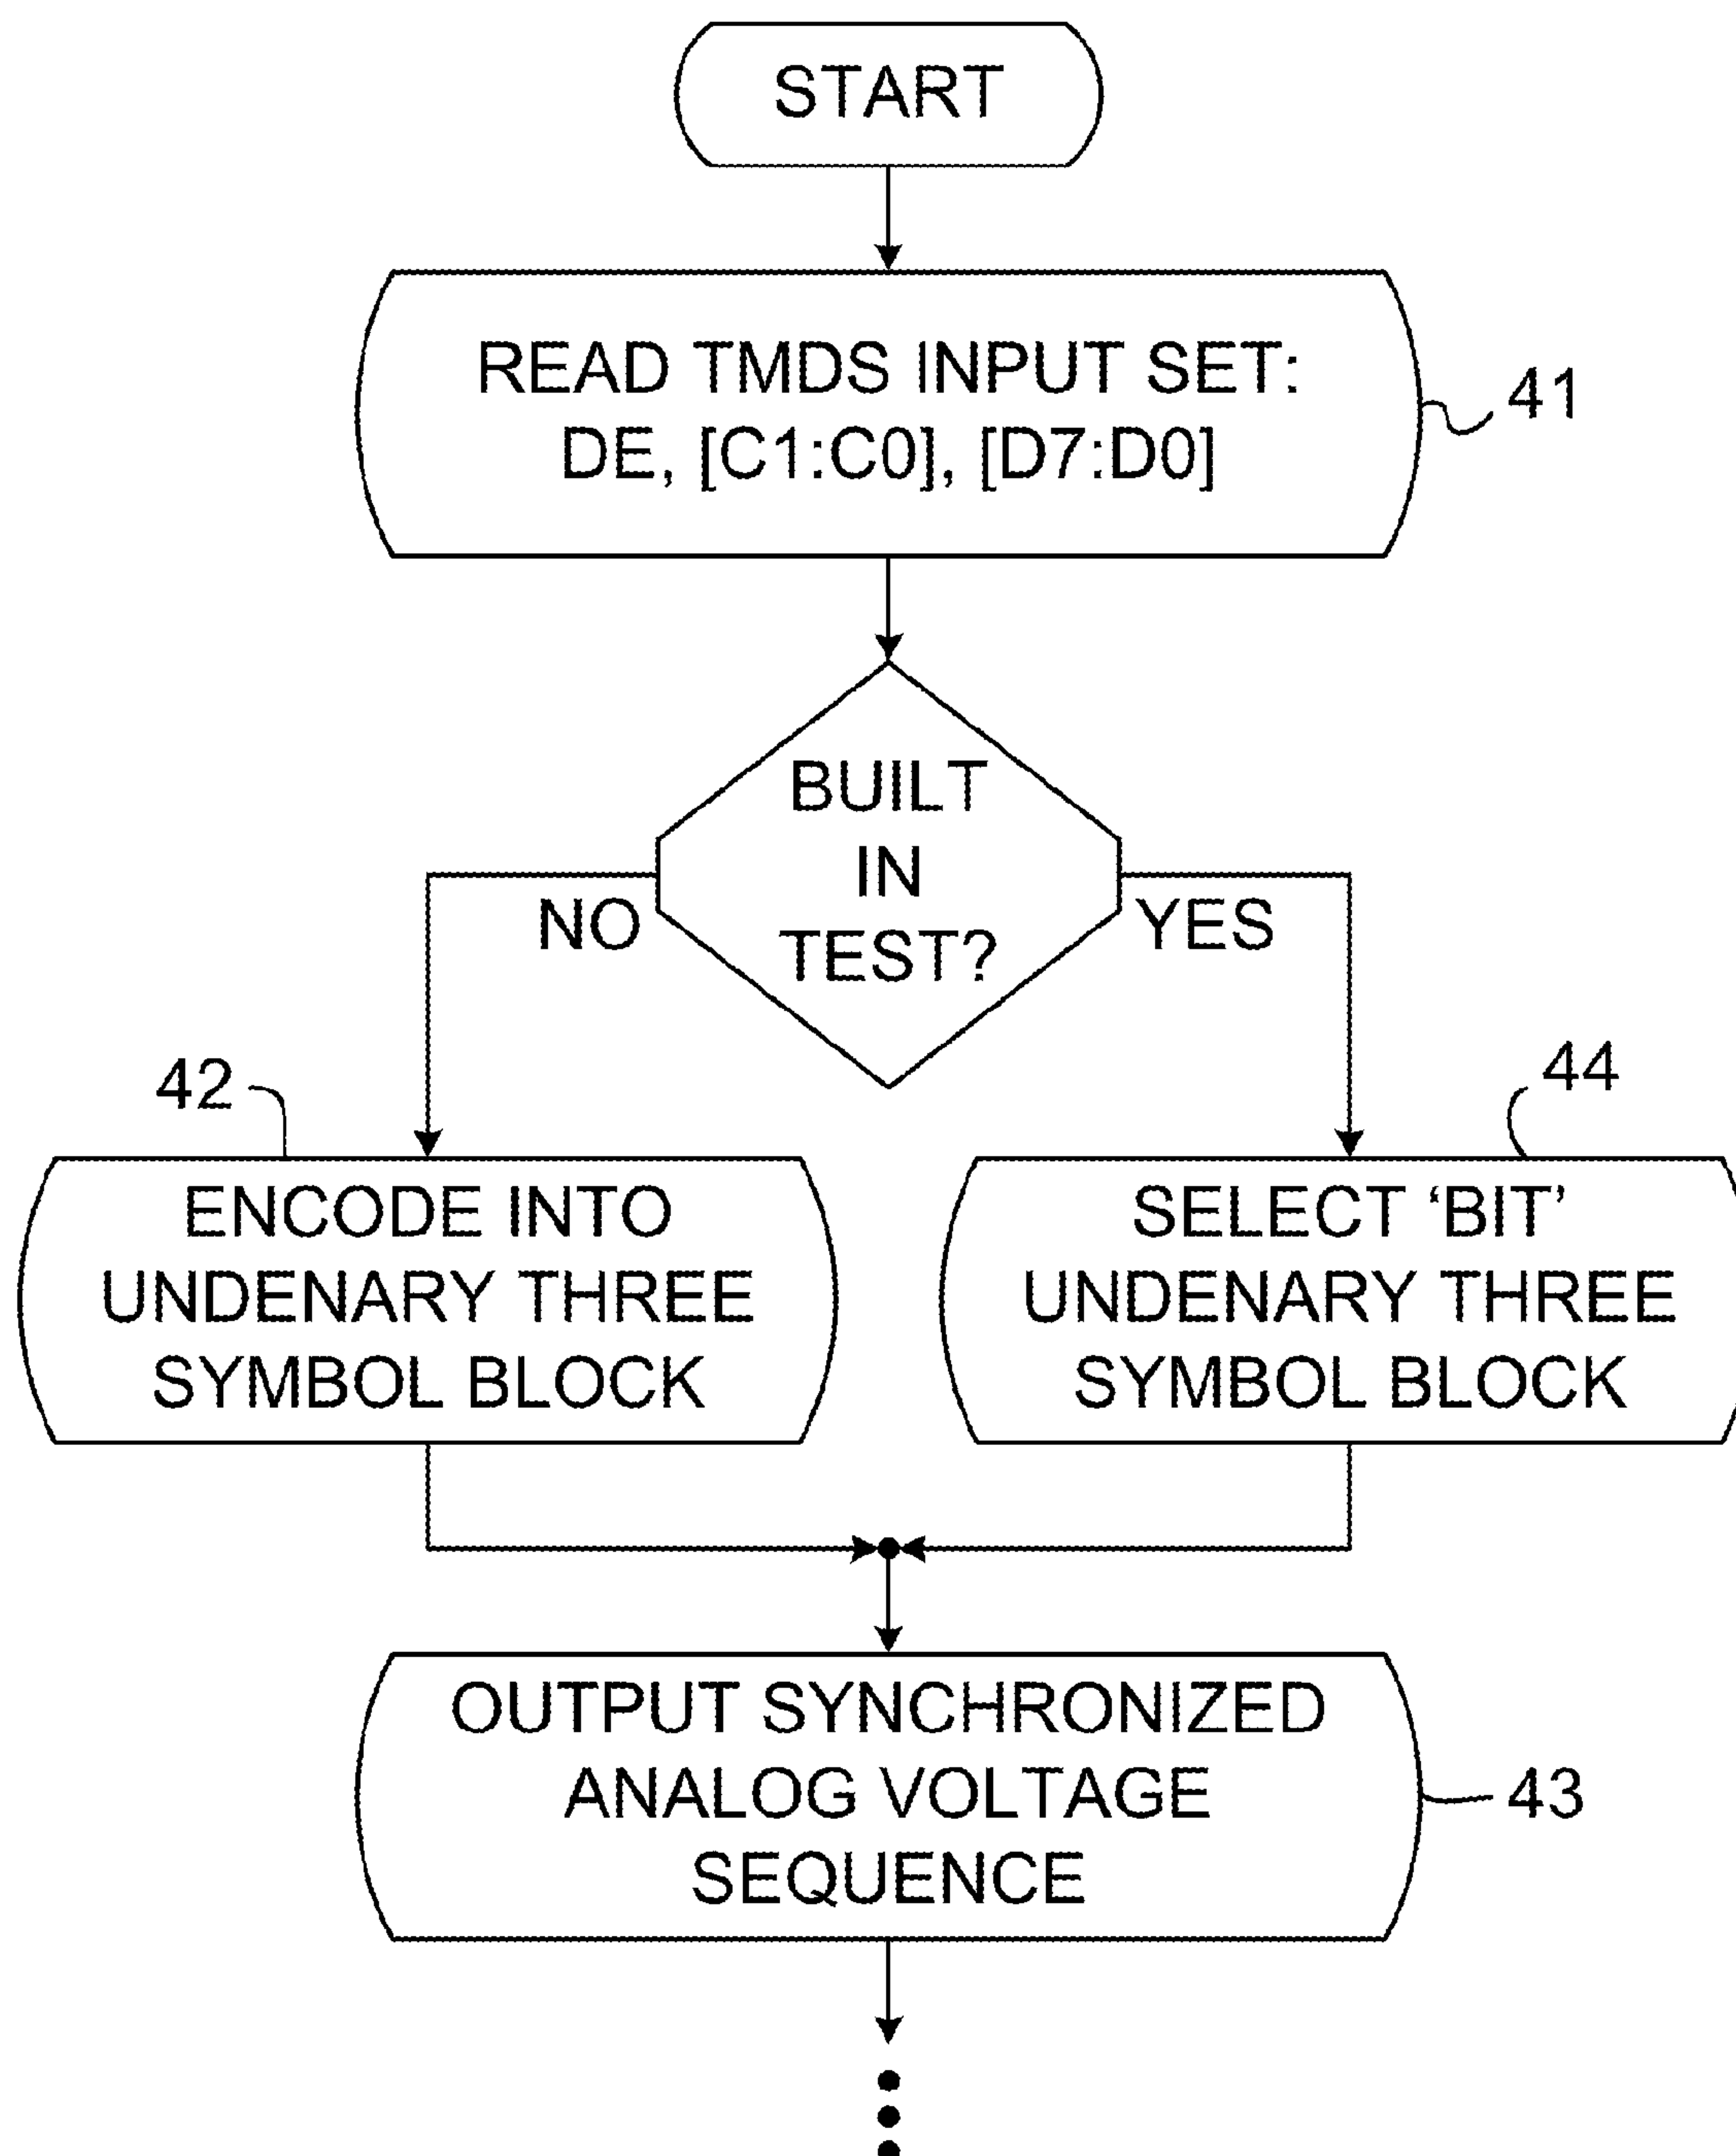 START
READ TMDS INPUT SET:
DE, [C1:C0], [D7:D0]
41
BUILT
IN
TEST?
NO
YES
42
44
ENCODE INTO
UNDENARY THREE
SYMBOL BLOCK
SELECT ‘BIT’
UNDENARY THREE
SYMBOL BLOCK
OUTPUT SYNCHRONIZED
ANALOG VOLTAGE
SEQUENCE
43